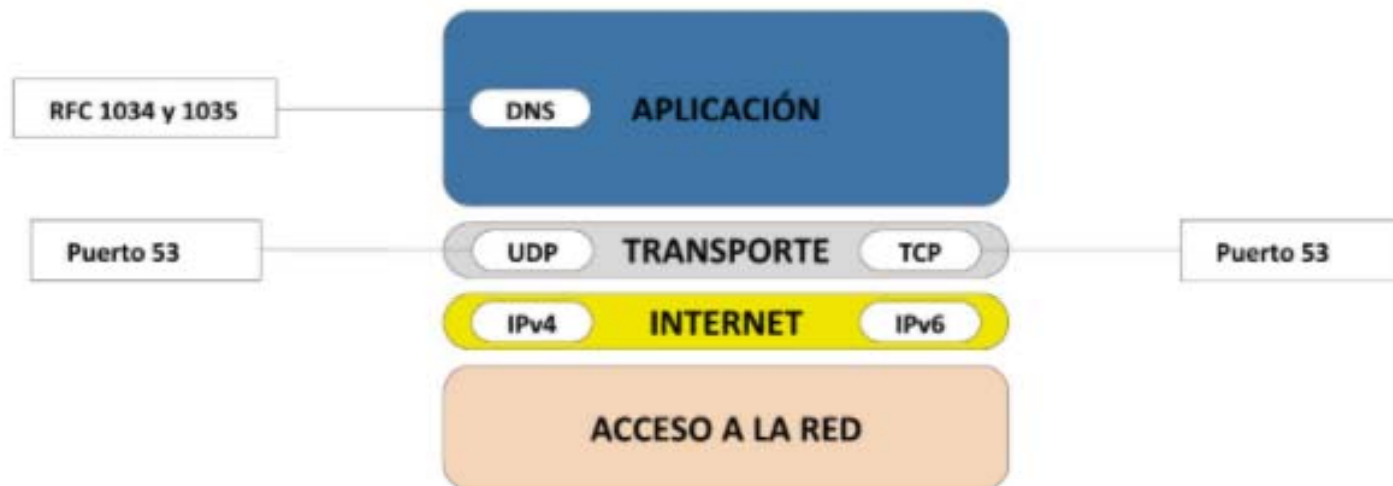 RFC 1034 y 1035
DNS
APLICACIÓN
Puerto 53
UDP
TRANSPORTE
TCP
Puerto 53
IPv4
INTERNET
IPv6
ACCESO A LA RED